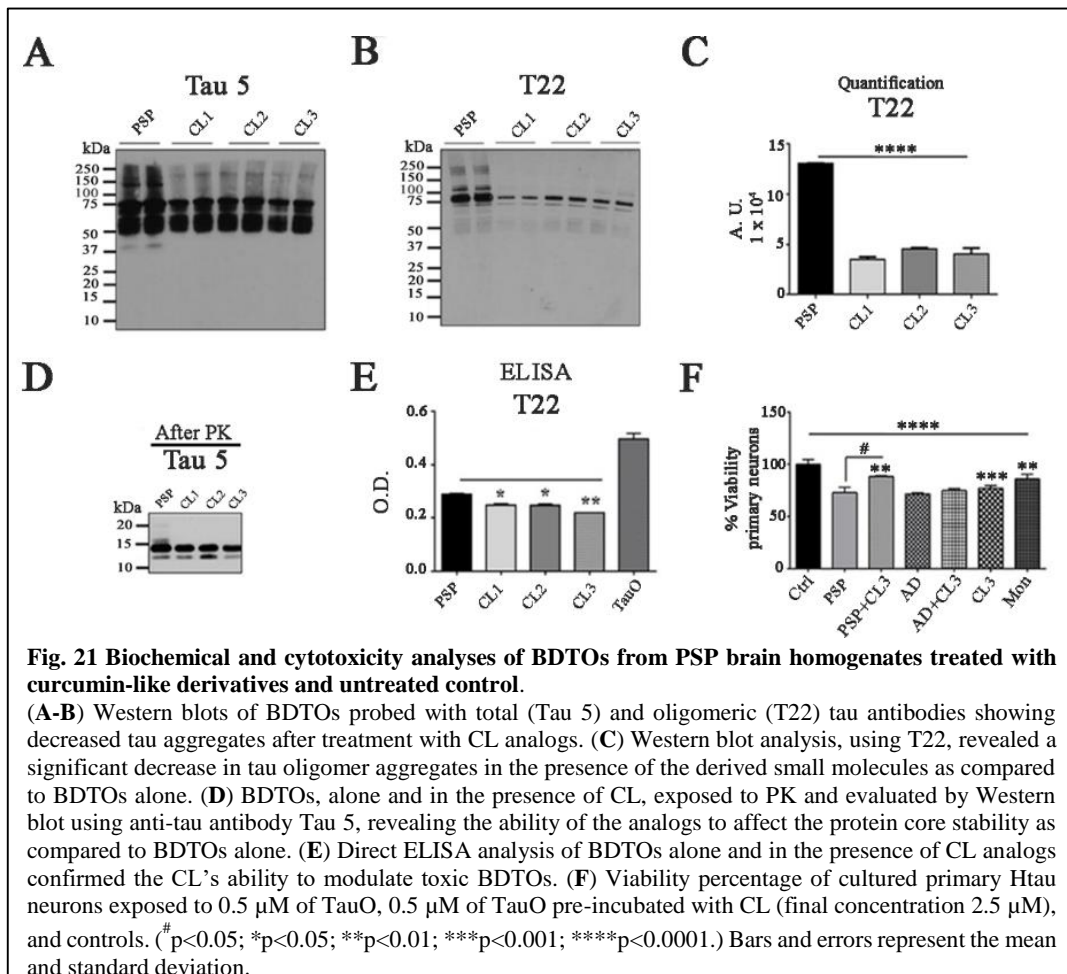 A
Tau 5
PSP CL1 CL2 CL3
kDa
250
150
100
75
50
37
25
20
15
10
B
T22
PSP CL1 CL2 CL3
kDa
250
150
100
75
50
37
25
20
15
10
C
Quantification
T22
****
A. U.
1 x 10⁴
15
10
5
0
PSP CL1 CL2 CL3
D
After PK
Tau 5
PSP CL1 CL2 CL3
kDa
20
15
10
E
ELISA
T22
O.D.
0.6
0.4
0.2
0.0
* * **
PSP CL1 CL2 CL3 TauO
F
% Viability
primary neurons
150
100
50
0
****
#
** *** **
Ctrl PSP PSP+CL3 AD AD+CL3 CL3 Mon
Fig. 21 Biochemical and cytotoxicity analyses of BDTOs from PSP brain homogenates treated with
curcumin-like derivatives and untreated control.
(A-B) Western blots of BDTOs probed with total (Tau 5) and oligomeric (T22) tau antibodies showing
decreased tau aggregates after treatment with CL analogs. (C) Western blot analysis, using T22, revealed a
significant decrease in tau oligomer aggregates in the presence of the derived small molecules as compared
to BDTOs alone. (D) BDTOs, alone and in the presence of CL, exposed to PK and evaluated by Western
blot using anti-tau antibody Tau 5, revealing the ability of the analogs to affect the protein core stability as
compared to BDTOs alone. (E) Direct ELISA analysis of BDTOs alone and in the presence of CL analogs
confirmed the CL’s ability to modulate toxic BDTOs. (F) Viability percentage of cultured primary Htau
neurons exposed to 0.5 µM of TauO, 0.5 µM of TauO pre-incubated with CL (final concentration 2.5 µM),
and controls. (#p<0.05; *p<0.05; **p<0.01; ***p<0.001; ****p<0.0001.) Bars and errors represent the mean
and standard deviation.